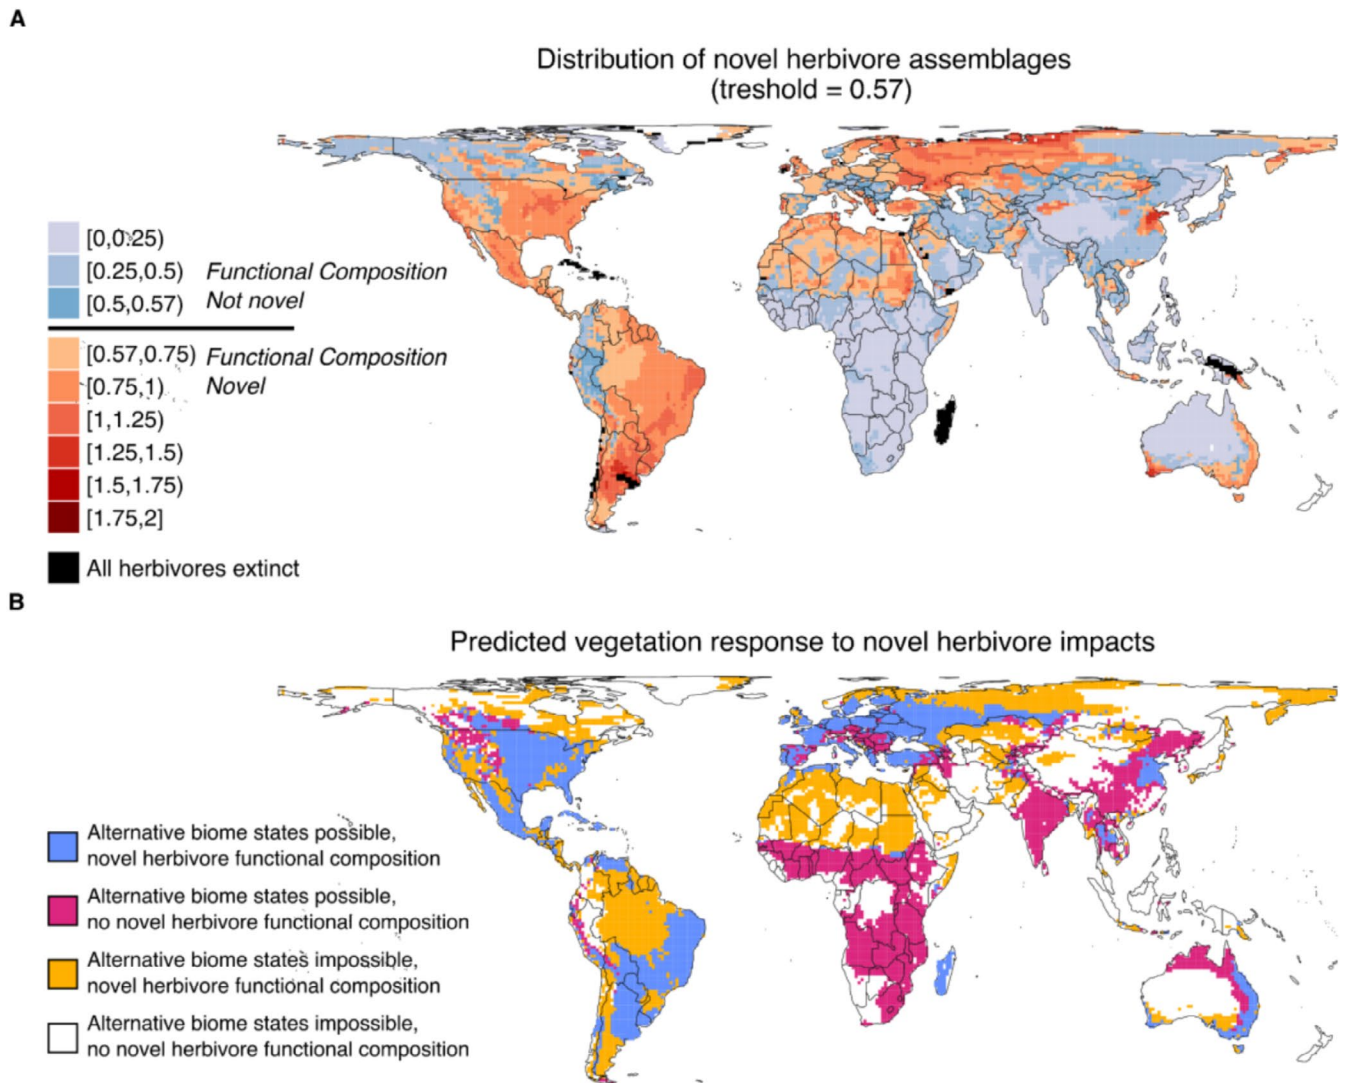 A
Distribution of novel herbivore assemblages
(treshold = 0.57)
[0,0.25)
[0.25,0.5)
[0.5,0.57)
Functional Composition
Not novel
[0.57,0.75)
[0.75,1)
Functional Composition
Novel
[1,1.25)
[1.25,1.5)
[1.5,1.75)
[1.75,2]
All herbivores extinct
B
Predicted vegetation response to novel herbivore impacts
Alternative biome states possible,
novel herbivore functional composition
Alternative biome states possible,
no novel herbivore functional composition
Alternative biome states impossible,
novel herbivore functional composition
Alternative biome states impossible,
no novel herbivore functional composition